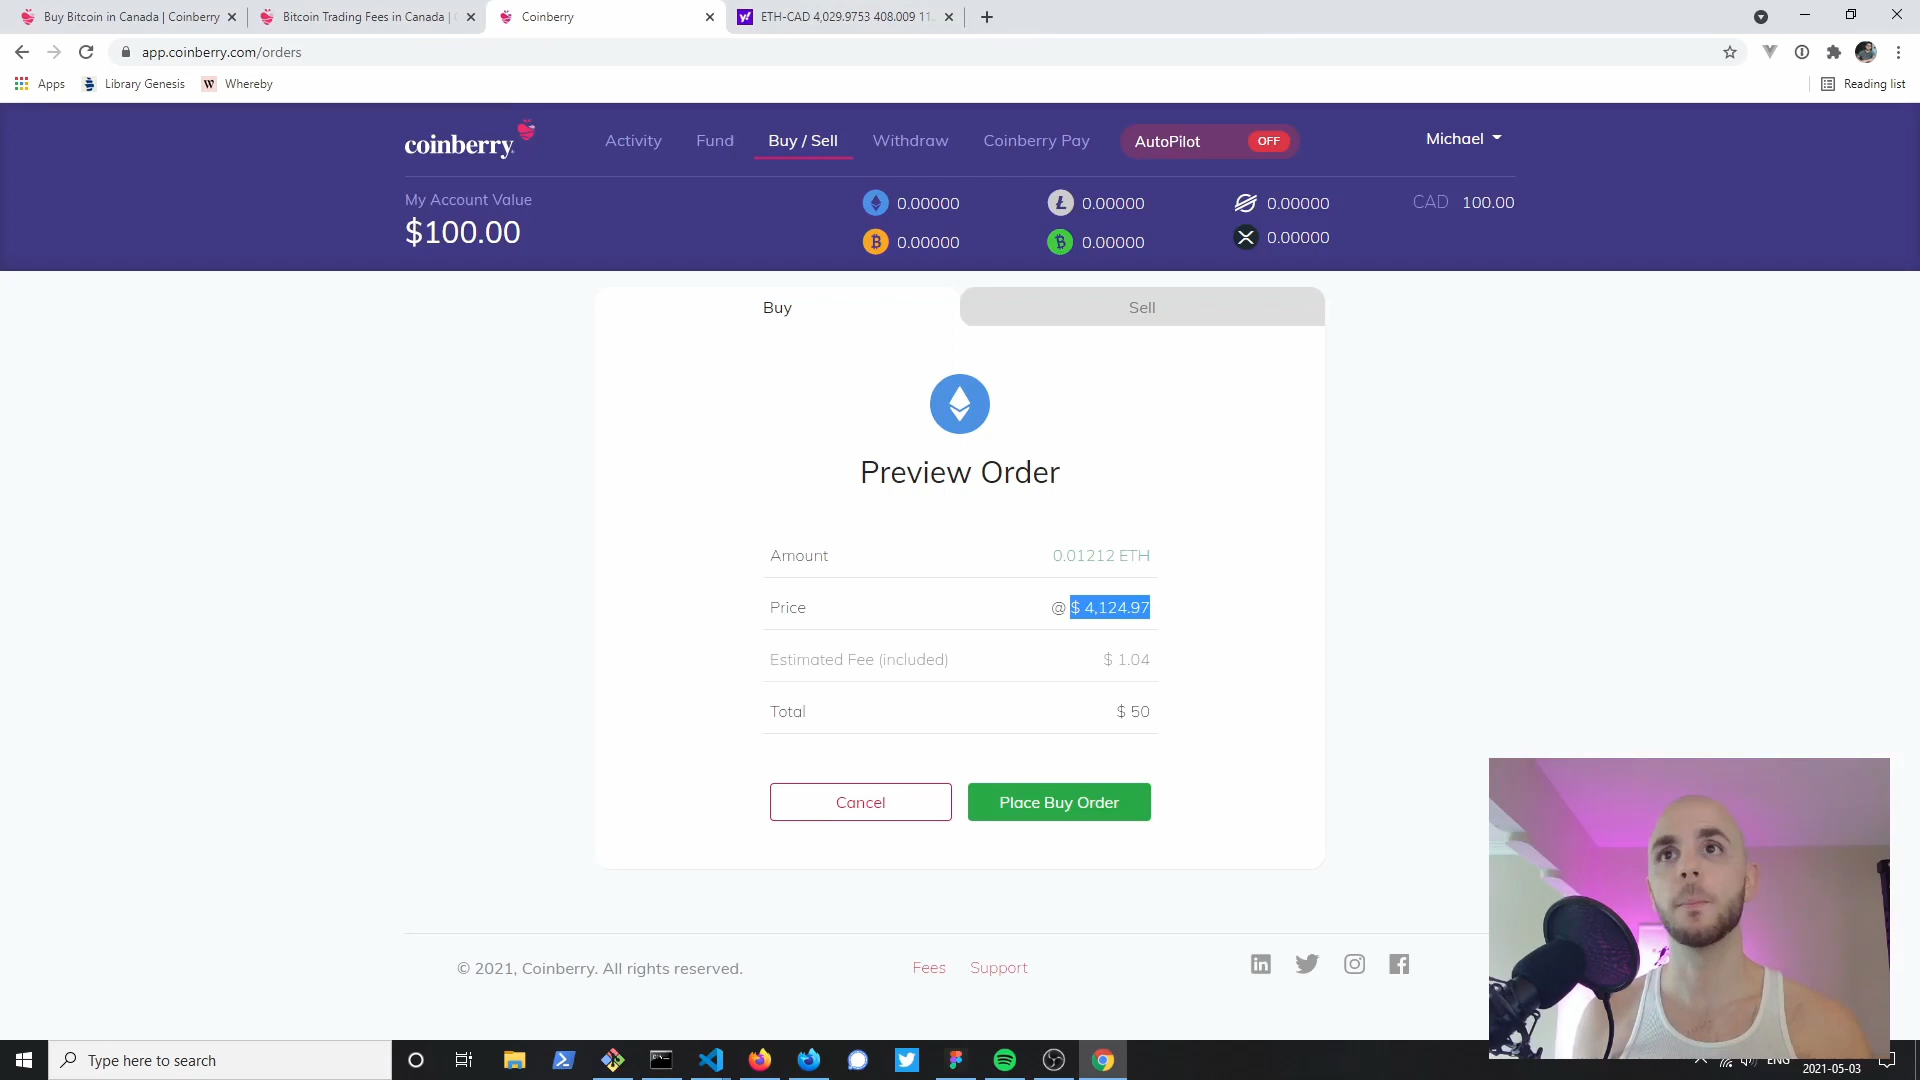 Buy Bitcoin in Canada | Coinberry
Bitcoin Trading Fees in Canada |
Coinberry
ETH-CAD 4,029.9753 408.009 11.
app.coinberry.com/orders
Apps
Library Genesis
W Whereby
Reading list
coinberry
Activity
Fund
Buy / Sell
Withdraw
Coinberry Pay
AutoPilot
OFF
Michael
My Account Value
$100.00
0.00000
0.00000
0.00000
CAD 100.00
0.00000
0.00000
0.00000
Buy
Sell
Preview Order
Amount
0.01212 ETH
Price
@ $ 4,124.97
Estimated Fee (included)
$ 1.04
Total
$ 50
Cancel
Place Buy Order
© 2021, Coinberry. All rights reserved.
Fees
Support
Type here to search
ENG
2021-05-03